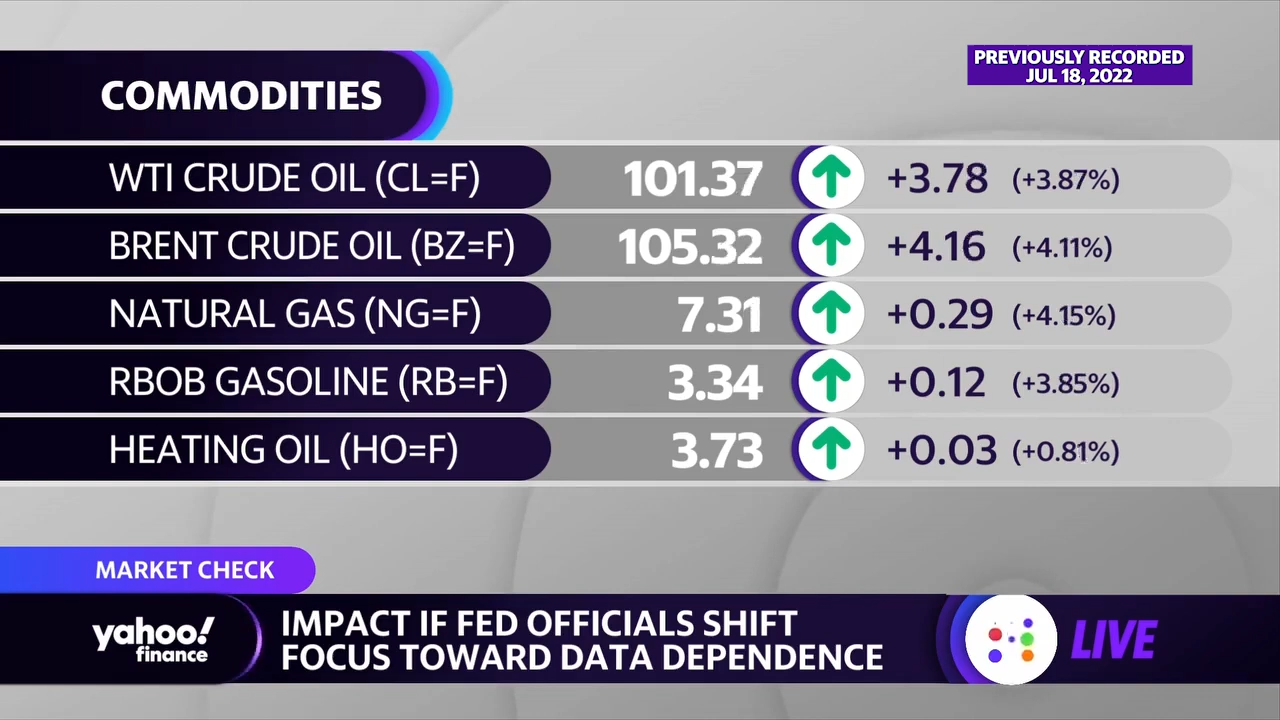 COMMODITIES
PREVIOUSLY RECORDED
JUL 18, 2022
WTI CRUDE OIL (CL=F) 101.37 +3.78 (+3.87%)
BRENT CRUDE OIL (BZ=F) 105.32 +4.16 (+4.11%)
NATURAL GAS (NG=F) 7.31 +0.29 (+4.15%)
RBOB GASOLINE (RB=F) 3.34 +0.12 (+3.85%)
HEATING OIL (HO=F) 3.73 +0.03 (+0.81%)
MARKET CHECK
yahoo!
finance
IMPACT IF FED OFFICIALS SHIFT
FOCUS TOWARD DATA DEPENDENCE
LIVE